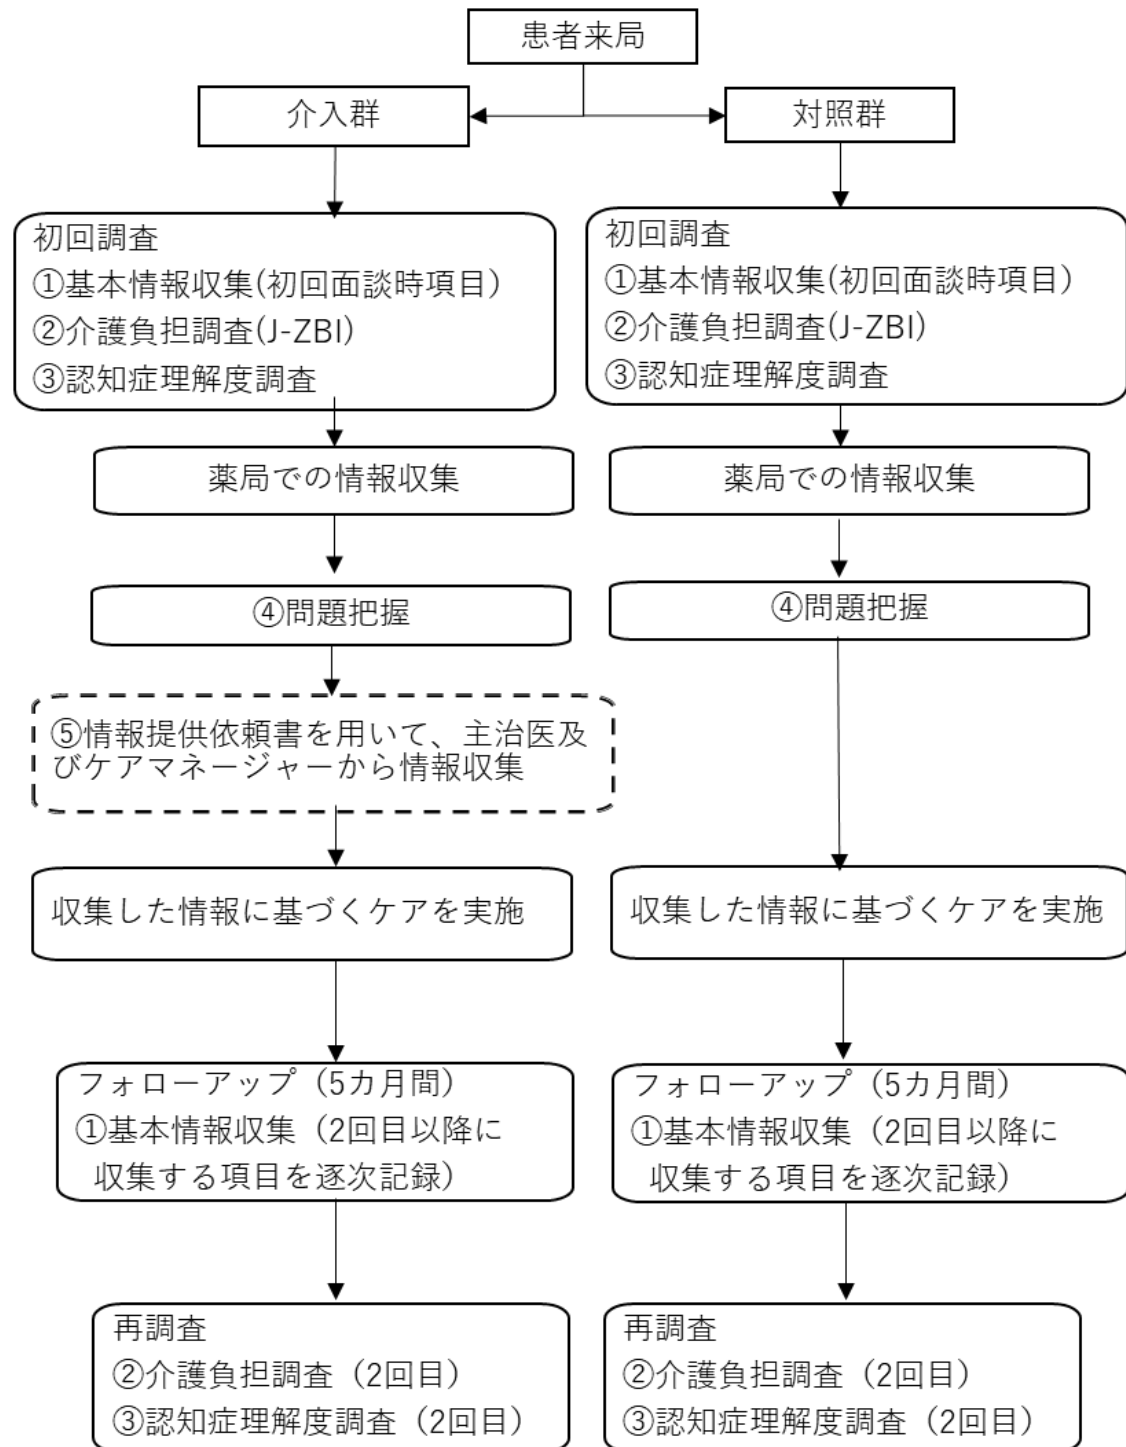 患者来局
介入群
対照群
初回調査
①基本情報収集(初回面談時項目)
②介護負担調査(J-ZBI)
③認知症理解度調査
初回調査
①基本情報収集(初回面談時項目)
②介護負担調査(J-ZBI)
③認知症理解度調査
薬局での情報収集
薬局での情報収集
④問題把握
④問題把握
⑤情報提供依頼書を用いて、主治医及
びケアマネージャーから情報収集
収集した情報に基づくケアを実施
収集した情報に基づくケアを実施
フォローアップ（5カ月間）
①基本情報収集（2回目以降に
収集する項目を逐次記録）
フォローアップ（5カ月間）
①基本情報収集（2回目以降に
収集する項目を逐次記録）
再調査
②介護負担調査（2回目）
③認知症理解度調査（2回目）
再調査
②介護負担調査（2回目）
③認知症理解度調査（2回目）